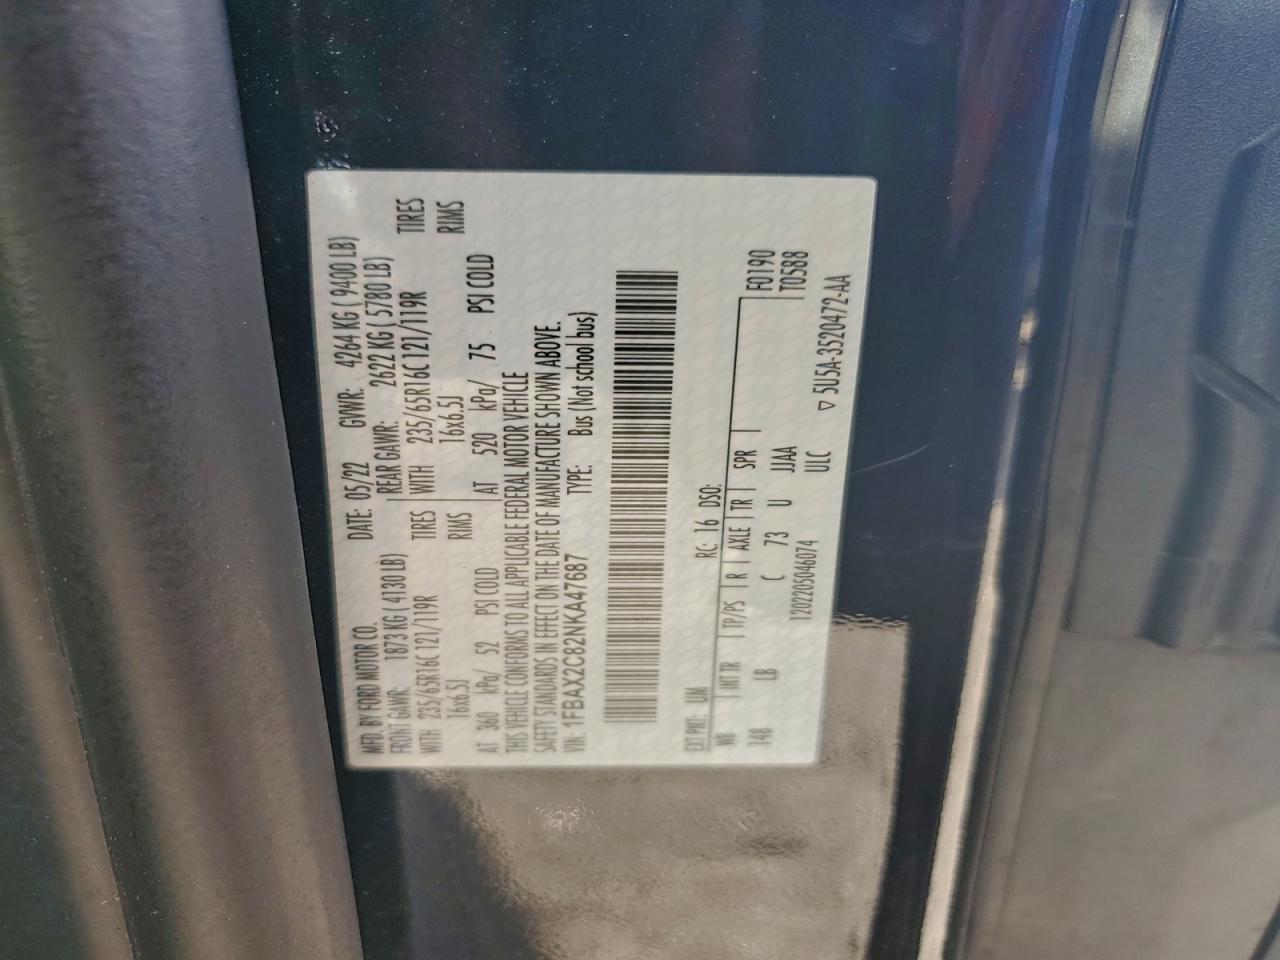 MFD. BY FORD MOTOR CO. DATE: 05/22 GVWR: 4264 KG ( 9400 LB)
FRONT GAWR: 1873 KG ( 4130 LB) REAR GAWR: 2622 KG ( 5780 LB)
WITH 235/65R16C 121/119R TIRES WITH 235/65R16C 121/119R TIRES
16x6.5J RIMS 16x6.5J RIMS
AT 360 kPa/ 52 PSI COLD AT 520 kPa/ 75 PSI COLD
THIS VEHICLE CONFORMS TO ALL APPLICABLE FEDERAL MOTOR VEHICLE
SAFETY STANDARDS IN EFFECT ON THE DATE OF MANUFACTURE SHOWN ABOVE.
VIN: 1FBAX2C82NKA47687 TYPE: Bus (Not school bus)
EXT PNT: UM RC: 16 DSO:
WB INT TR TP/PS R AXLE TR SPR F0190
148 LB C 73 U JJAA T0588
1202205046074 ULC
▽ 5U5A-3520472-AA